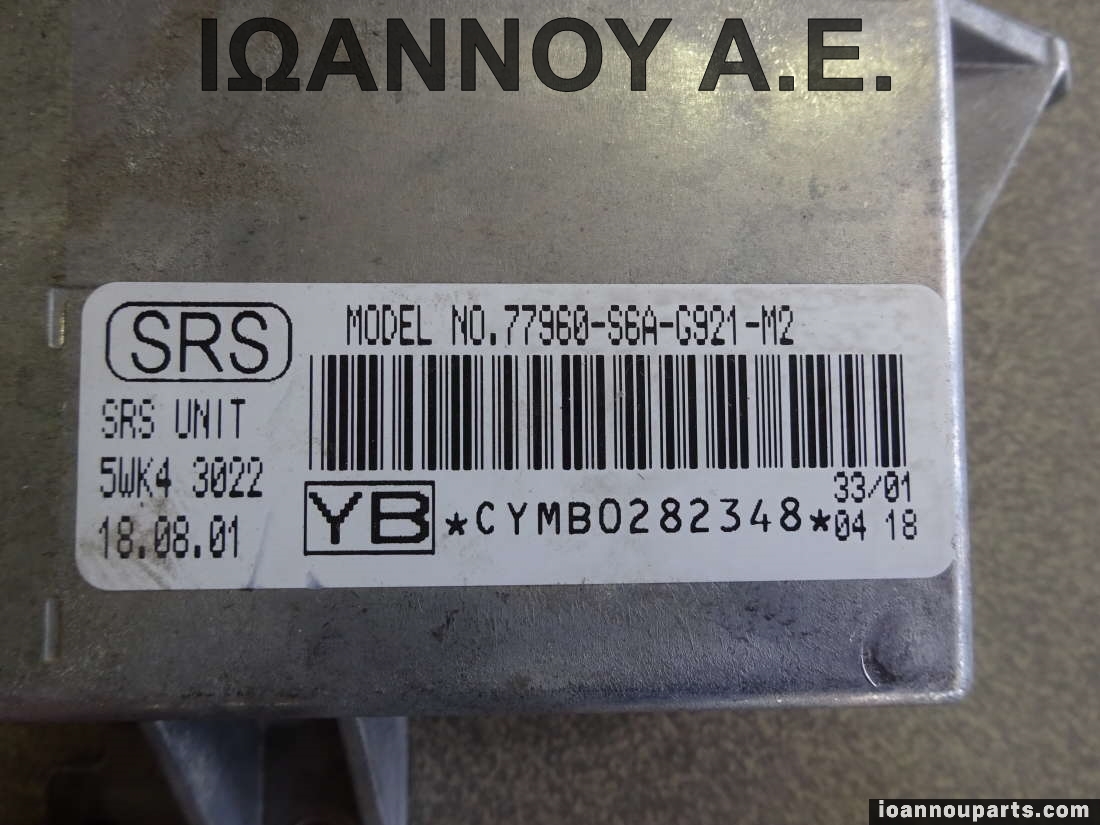 ΙΩΑΝΝΟΥ Α.Ε.
SRS
MODEL NO.77960-S6A-G921-M2
SRS UNIT
5WK4 3022
18.08.01
YB
*CYMB0282348*
33/01
04 18
ioannouparts.com